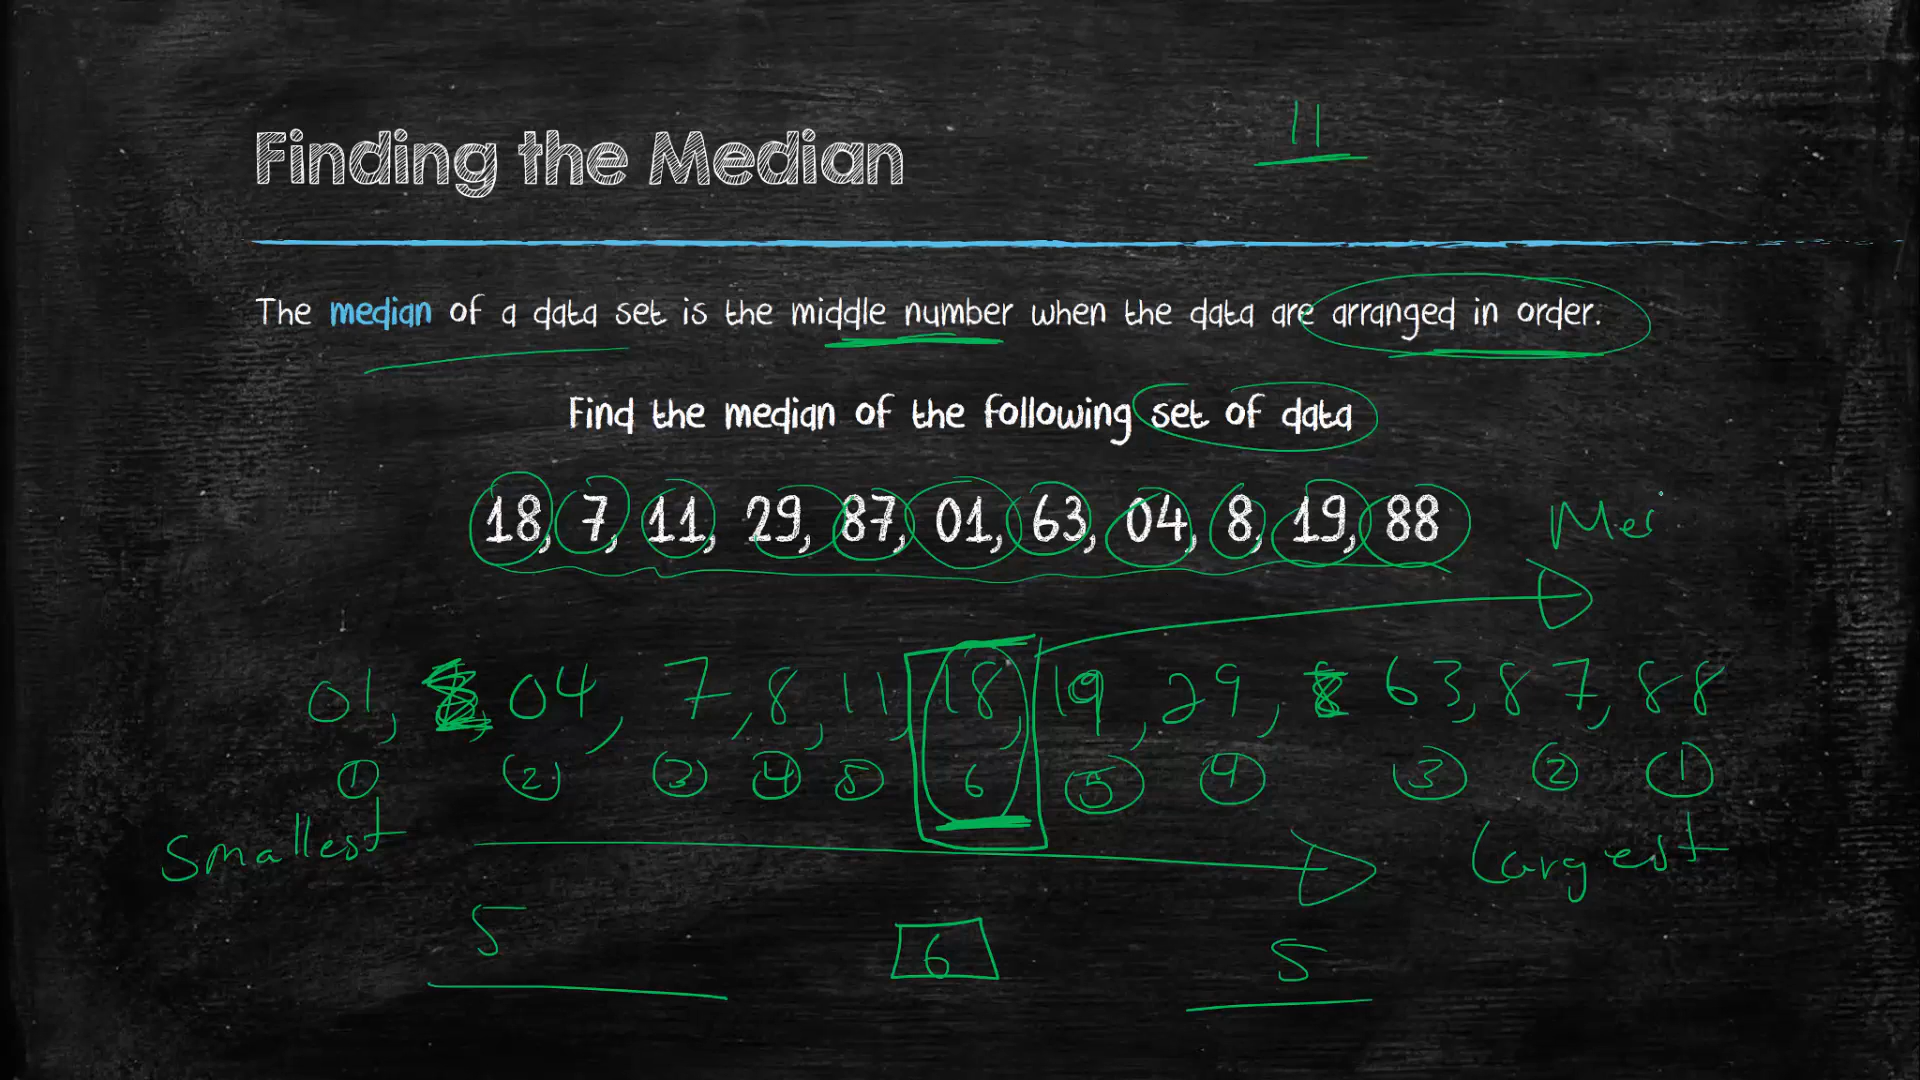 11
Finding the Median
The median of a data set is the middle number when the data are arranged in order.
Find the median of the following set of data
18, 7, 11, 29, 87, 01, 63, 04, 8, 19, 88
Mei
01, 04, 7, 8, 11, 18, 19, 29, 63, 87, 88
1 2 3 4 5 6 5 4 3 2 1
Smallest Largest
5 6 5